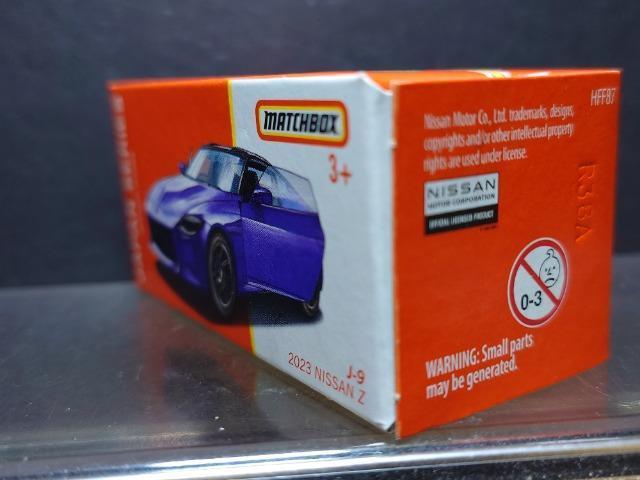 MATCHBOX
3+
J-9
2023 NISSAN Z
HFF87
Nissan Motor Co., Ltd. trademarks, designs,
copyrights and/or other intellectual property
rights are used under license.
NISSAN
MOTOR CORPORATION
OFFICIAL LICENSED PRODUCT
R38A
0-3
WARNING: Small parts
may be generated.